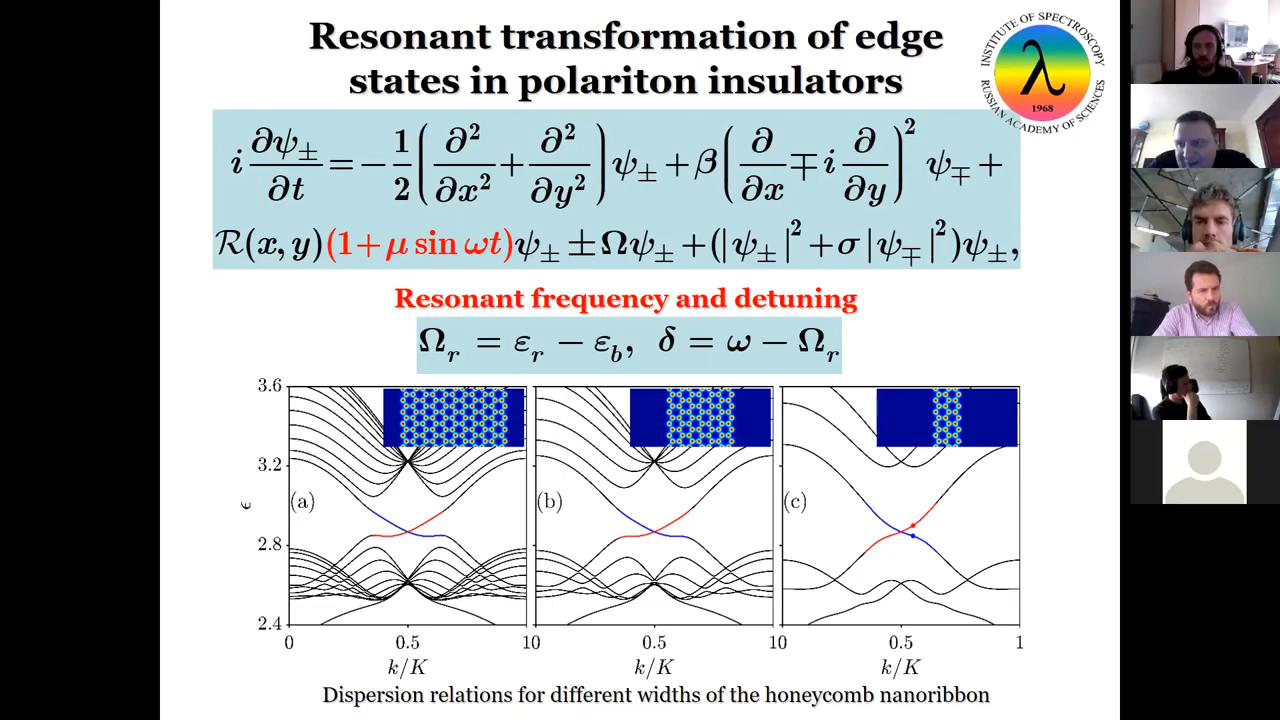 Resonant transformation of edge
states in polariton insulators
INSTITUTE OF SPECTROSCOPY
λ
1968
RUSSIAN ACADEMY OF SCIENCES
i ∂ψ±/∂t = −1/2 (∂²/∂x² + ∂²/∂y²) ψ± + β (∂/∂x ∓ i ∂/∂y)² ψ∓ +
ℛ(x, y)(1 + μ sin ωt)ψ± ± Ωψ± + (|ψ±|² + σ|ψ∓|²)ψ±,
Resonant frequency and detuning
Ωr = εr − εb, δ = ω − Ωr
3.6
3.2
2.8
2.4
ϵ
(a)
(b)
(c)
0 0.5 10 0.5 10 0.5 1
k/K k/K k/K
Dispersion relations for different widths of the honeycomb nanoribbon